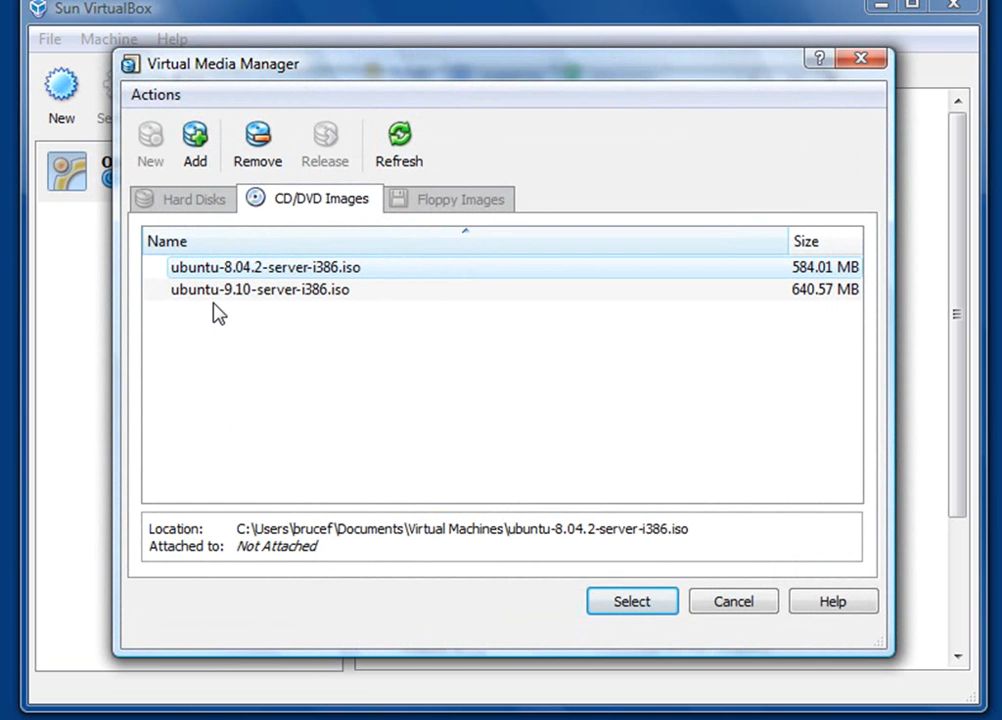 Sun VirtualBox
File Machine Help
Virtual Media Manager
Actions
New
New Add Remove Release Refresh
Hard Disks CD/DVD Images Floppy Images
Name Size
ubuntu-8.04.2-server-i386.iso 584.01 MB
ubuntu-9.10-server-i386.iso 640.57 MB
Location: C:\Users\brucef\Documents\Virtual Machines\ubuntu-8.04.2-server-i386.iso
Attached to: Not Attached
Select Cancel Help